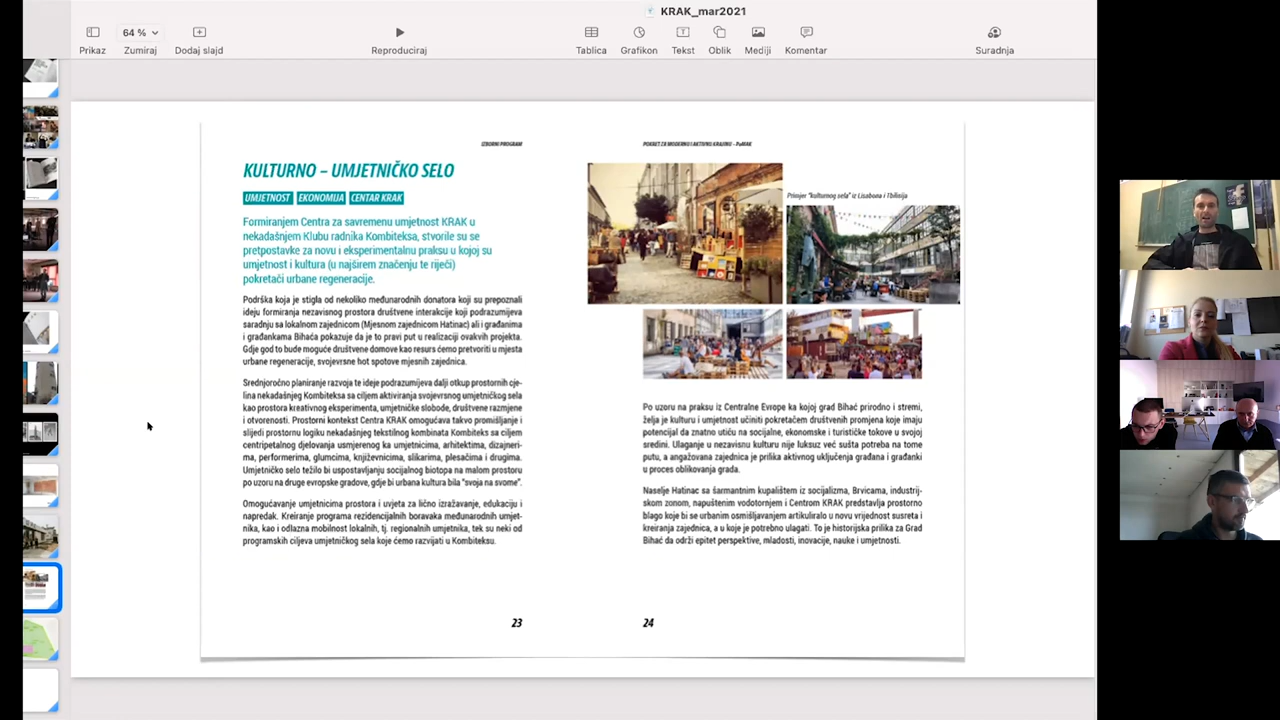 KRAK_mar2021
64 %
Prikaz
Zumiraj
Dodaj slajd
Reproduciraj
Tablica
Grafikon
Tekst
Oblik
Mediji
Komentar
Suradnja
IZBORNI PROGRAM
KULTURNO – UMJETNIČKO SELO
UMJETNOST EKONOMIJA CENTAR KRAK
Formiranjem Centra za savremenu umjetnost KRAK u
nekadašnjem Klubu radnika Kombiteksa, stvorile su se
pretpostavke za novu i eksperimentalnu praksu u kojoj su
umjetnost i kultura (u najširem značenju te riječi)
pokretači urbane regeneracije.
Podrška koja je stigla od nekoliko međunarodnih donatora koji su prepoznali
ideju formiranja nezavisnog prostora društvene interakcije koji podrazumijeva
saradnju sa lokalnom zajednicom (Mjesnom zajednicom Hatinac) ali i građanima
i građankama Bihaća pokazuje da je to pravi put u realizaciji ovakvih projekta.
Gdje god to bude moguće društvene domove kao resurs ćemo pretvoriti u mjesta
urbane regeneracije, svojevrsne hot spotove mjesnih zajednica.
Srednjoročno planiranje razvoja te ideje podrazumijeva dalji otkup prostornih cje-
lina nekadašnjeg Kombiteksa sa ciljem aktiviranja svojevrsnog umjetničkog sela
kao prostora kreativnog eksperimenta, umjetničke slobode, društvene razmjene
i otvorenosti. Prostorni kontekst Centra KRAK omogućava takvo promišljanje i
slijedi prostornu logiku nekadašnjeg tekstilnog kombinata Kombiteks sa ciljem
centripetalnog djelovanja usmjerenog ka umjetnicima, arhitektima, dizajneri-
ma, performerima, glumcima, književnicima, slikarima, plesačima i drugima.
Umjetničko selo težilo bi uspostavljanju socijalnog biotopa na malom prostoru
po uzoru na druge evropske gradove, gdje bi urbana kultura bila "svoja na svome".
Omogućavanje umjetnicima prostora i uvjeta za lično izražavanje, edukaciju i
napredak. Kreiranje programa rezidencijalnih boravaka međunarodnih umjet-
nika, kao i odlazna mobilnost lokalnih, tj. regionalnih umjetnika, tek su neki od
programskih ciljeva umjetničkog sela koje ćemo razvijati u Kombiteksu.
23
POKRET ZA MODERNU I AKTIVNU KRAJINU – PoMAK
Primjer "kulturnog sela" iz Lisabona i Tbilisija
Po uzoru na praksu iz Centralne Evrope ka kojoj grad Bihać prirodno i stremi,
želja je kulturu i umjetnost učiniti pokretačem društvenih promjena koje imaju
potencijal da znatno utiču na socijalne, ekonomske i turističke tokove u svojoj
sredini. Ulaganje u nezavisnu kulturu nije luksuz već sušta potreba na tome
putu, a angažovana zajednica je prilika aktivnog uključenja građana i građanki
u proces oblikovanja grada.
Naselje Hatinac sa šarmantnim kupalištem iz socijalizma, Brvicama, industrij-
skom zonom, napuštenim vodotornjem i Centrom KRAK predstavlja prostorno
blago koje bi se urbanim osmišljavanjem artikuliralo u novu vrijednost susreta i
kreiranja zajednica, a u koje je potrebno ulagati. To je historijska prilika za Grad
Bihać da održi epitet perspektive, mladosti, inovacije, nauke i umjetnosti.
24